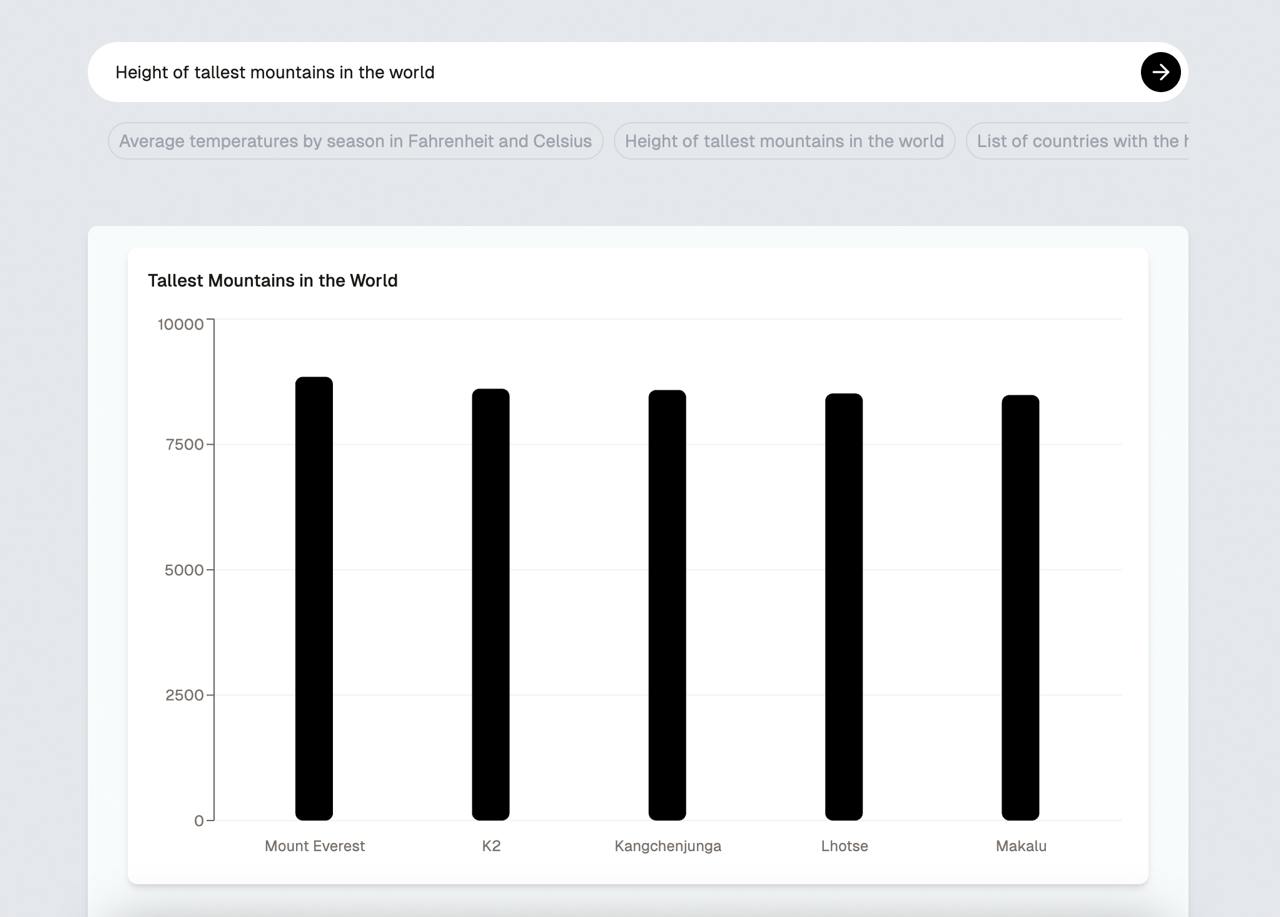 Height of tallest mountains in the world
Average temperatures by season in Fahrenheit and Celsius
Height of tallest mountains in the world
List of countries with the
Tallest Mountains in the World
10000
7500
5000
2500
0
Mount Everest
K2
Kangchenjunga
Lhotse
Makalu